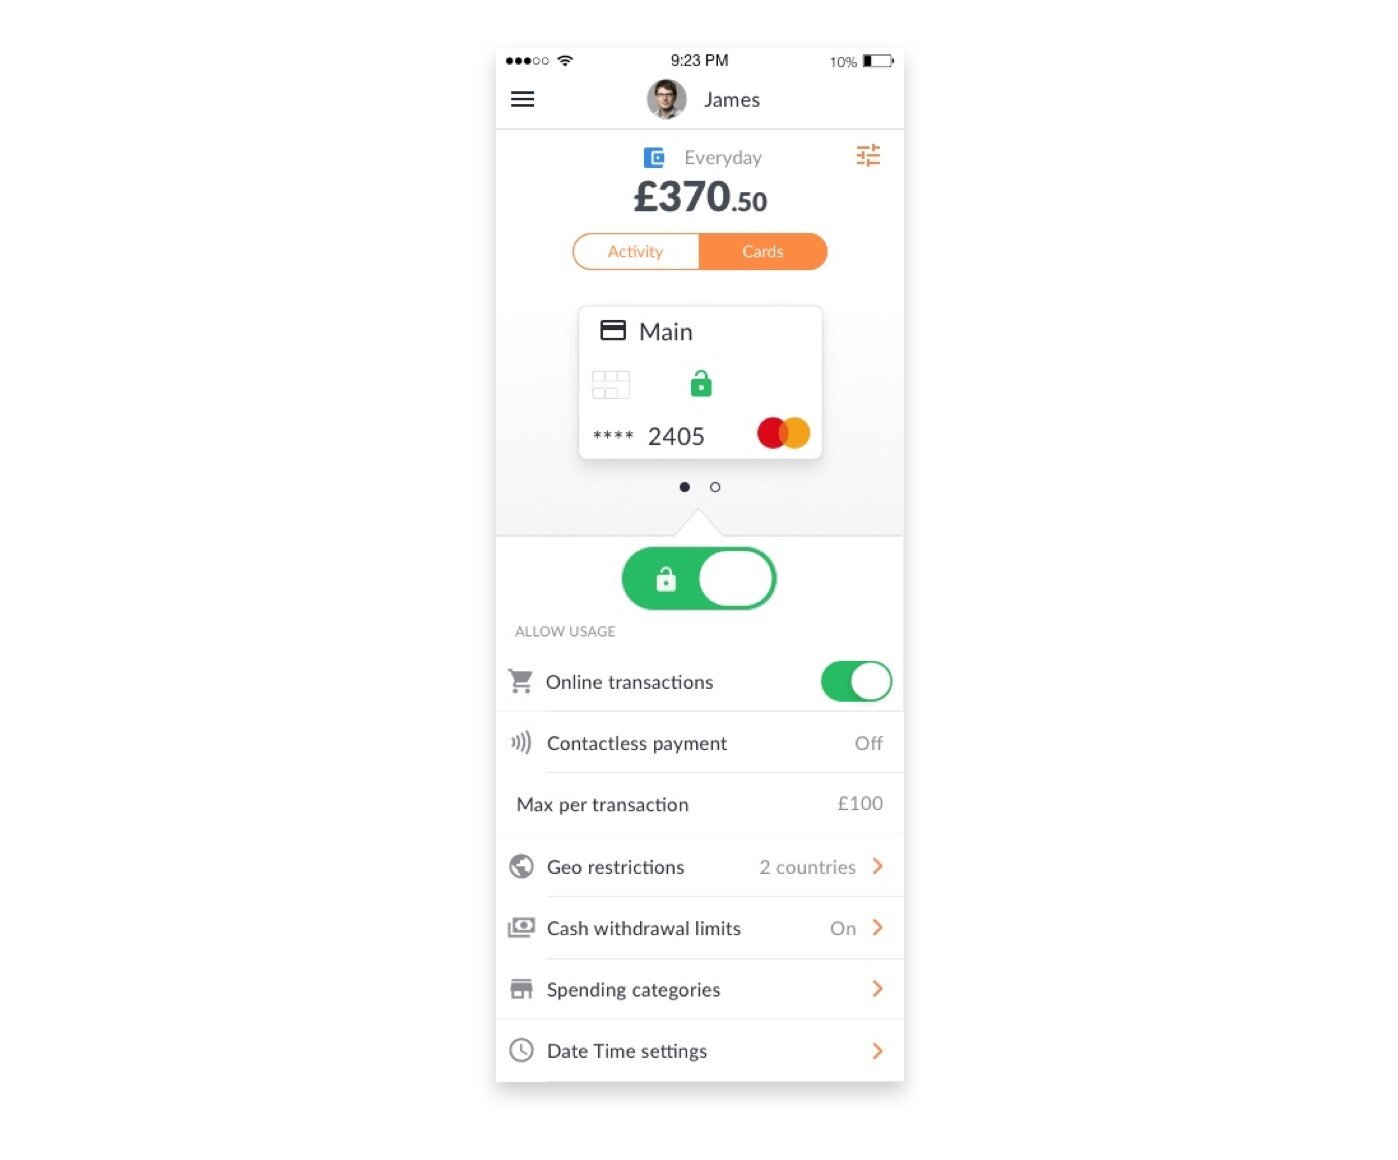 9:23 PM 10%
James
Everyday
£370.50
Activity Cards
Main
**** 2405
ALLOW USAGE
Online transactions
Contactless payment Off
Max per transaction £100
Geo restrictions 2 countries
Cash withdrawal limits On
Spending categories
Date Time settings